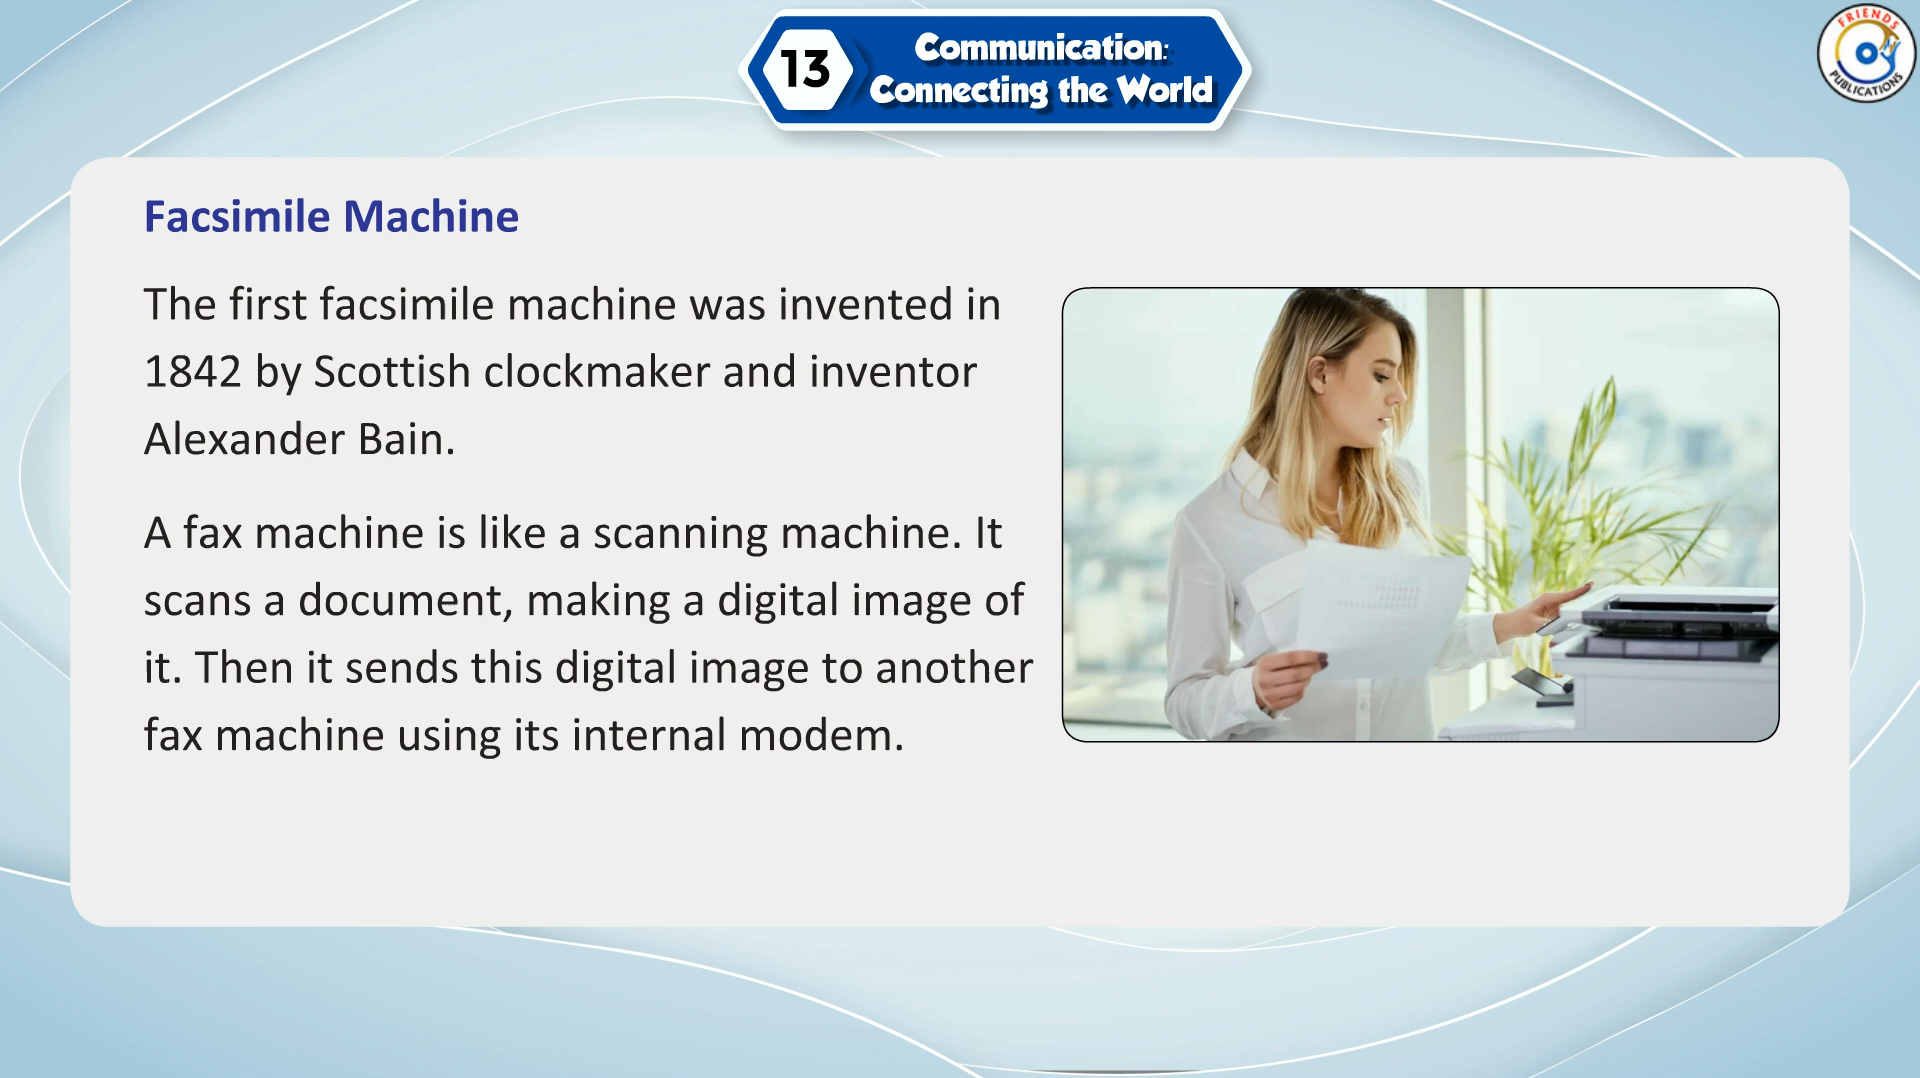 13
Communication:
Connecting the World
FRIENDS
PUBLICATIONS
Facsimile Machine
The first facsimile machine was invented in
1842 by Scottish clockmaker and inventor
Alexander Bain.
A fax machine is like a scanning machine. It
scans a document, making a digital image of
it. Then it sends this digital image to another
fax machine using its internal modem.